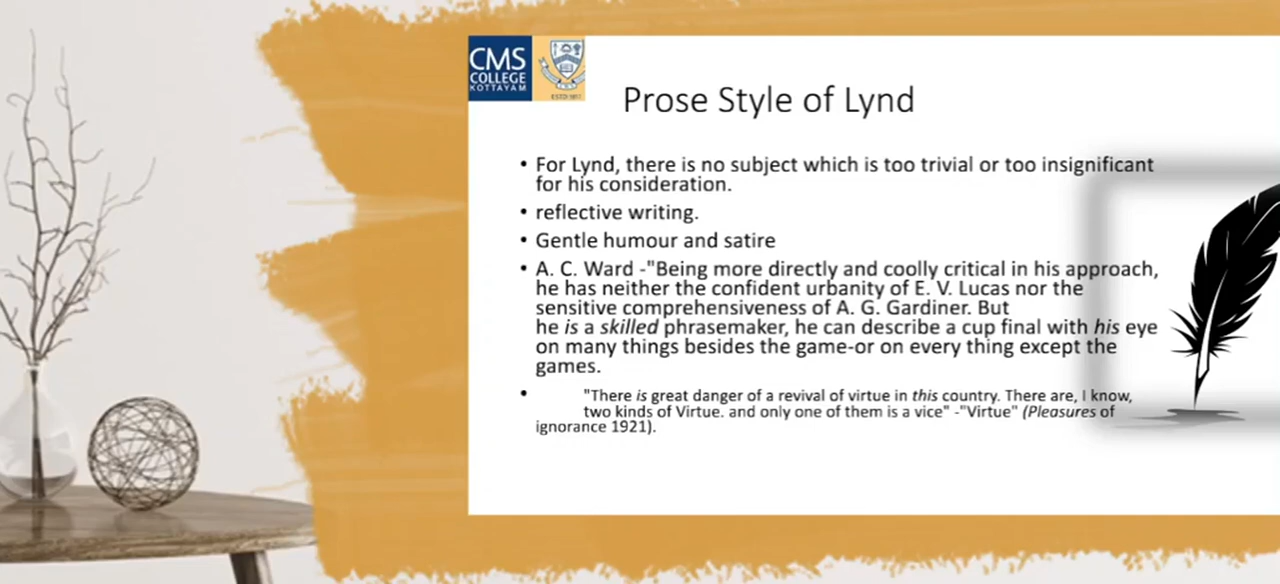 CMS
COLLEGE
KOTTAYAM
ESTD 1817
Prose Style of Lynd
• For Lynd, there is no subject which is too trivial or too insignificant
for his consideration.
• reflective writing.
• Gentle humour and satire
• A. C. Ward -"Being more directly and coolly critical in his approach,
he has neither the confident urbanity of E. V. Lucas nor the
sensitive comprehensiveness of A. G. Gardiner. But
he is a skilled phrasemaker, he can describe a cup final with his eye
on many things besides the game-or on every thing except the
games.
• "There is great danger of a revival of virtue in this country. There are, I know,
two kinds of Virtue. and only one of them is a vice" -"Virtue" (Pleasures of
ignorance 1921).